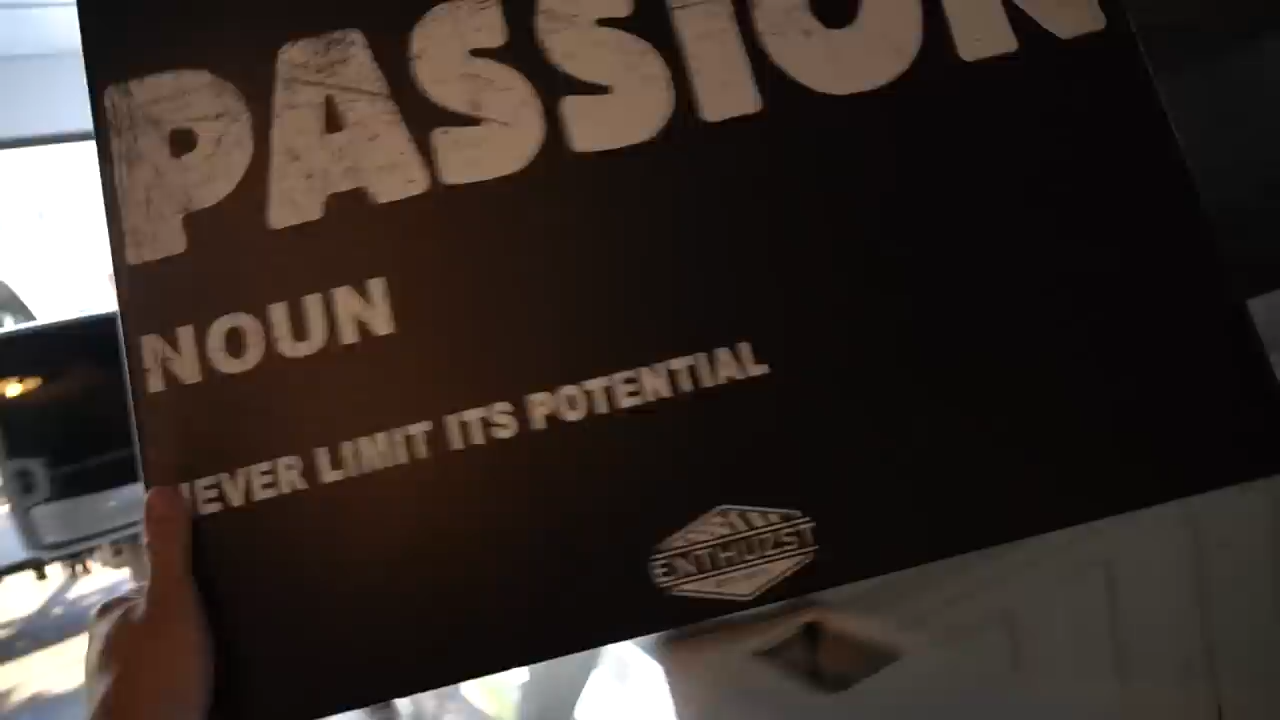 PASSION
NOUN
NEVER LIMIT ITS POTENTIAL
ENTHUZST